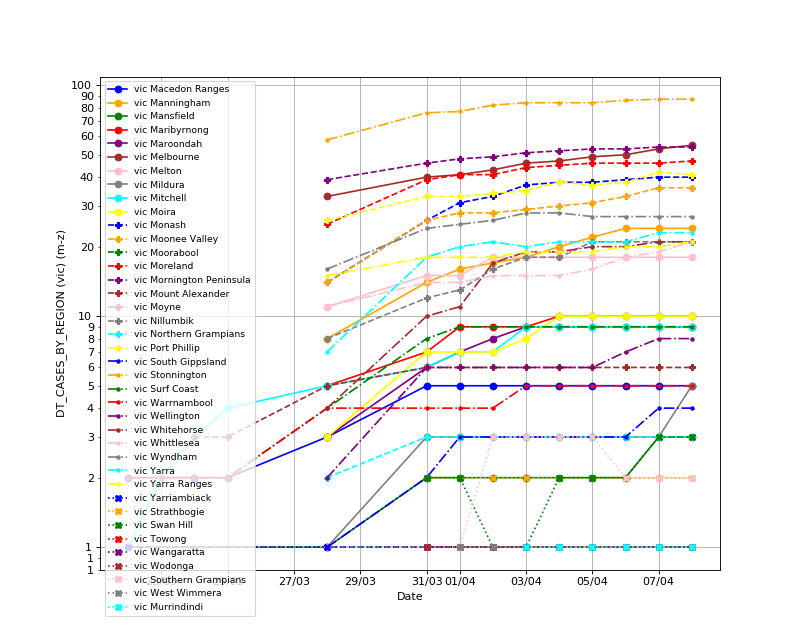 100
90
80
70
60
50
40
30
20
10
9
8
7
6
5
4
3
2
1
1
DT_CASES_BY_REGION (vic) (m-z)
vic Macedon Ranges
vic Manningham
vic Mansfield
vic Maribyrnong
vic Maroondah
vic Melbourne
vic Melton
vic Mildura
vic Mitchell
vic Moira
vic Monash
vic Moonee Valley
vic Moorabool
vic Moreland
vic Mornington Peninsula
vic Mount Alexander
vic Moyne
vic Nillumbik
vic Northern Grampians
vic Port Phillip
vic South Gippsland
vic Stonnington
vic Surf Coast
vic Warrnambool
vic Wellington
vic Whitehorse
vic Whittlesea
vic Wyndham
vic Yarra
vic Yarra Ranges
vic Yarriambiack
vic Strathbogie
vic Swan Hill
vic Towong
vic Wangaratta
vic Wodonga
vic Southern Grampians
vic West Wimmera
vic Murrindindi
27/03 29/03 31/03 01/04 03/04 05/04 07/04
Date